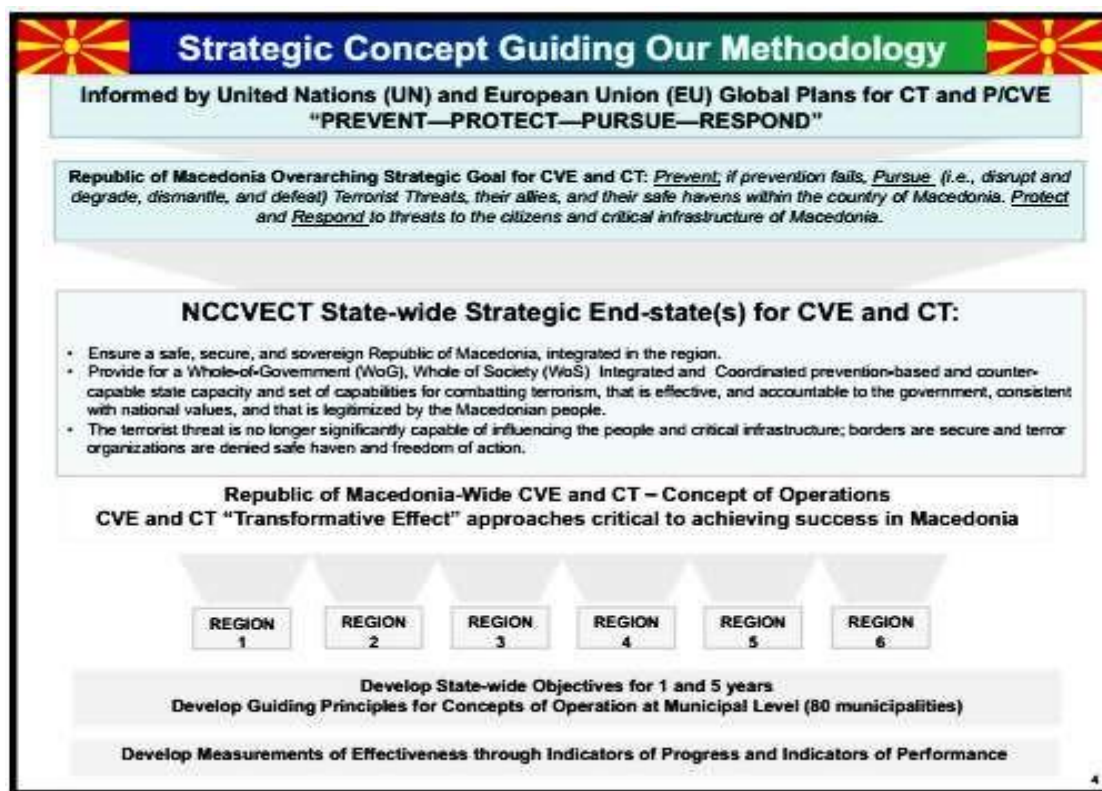 Strategic Concept Guiding Our Methodology
Informed by United Nations (UN) and European Union (EU) Global Plans for CT and P/CVE
“PREVENT—PROTECT—PURSUE—RESPOND”
Republic of Macedonia Overarching Strategic Goal for CVE and CT: Prevent; if prevention fails, Pursue (i.e., disrupt and
degrade, dismantle, and defeat) Terrorist Threats, their allies, and their safe havens within the country of Macedonia. Protect
and Respond to threats to the citizens and critical infrastructure of Macedonia.
NCCVECT State-wide Strategic End-state(s) for CVE and CT:
• Ensure a safe, secure, and sovereign Republic of Macedonia, integrated in the region.
• Provide for a Whole-of-Government (WoG), Whole of Society (WoS) Integrated and Coordinated prevention-based and counter-
capable state capacity and set of capabilities for combatting terrorism, that is effective, and accountable to the government, consistent
with national values, and that is legitimized by the Macedonian people.
• The terrorist threat is no longer significantly capable of influencing the people and critical infrastructure; borders are secure and terror
organizations are denied safe haven and freedom of action.
Republic of Macedonia-Wide CVE and CT – Concept of Operations
CVE and CT “Transformative Effect” approaches critical to achieving success in Macedonia
REGION
1
REGION
2
REGION
3
REGION
4
REGION
5
REGION
6
Develop State-wide Objectives for 1 and 5 years
Develop Guiding Principles for Concepts of Operation at Municipal Level (80 municipalities)
Develop Measurements of Effectiveness through Indicators of Progress and Indicators of Performance
4